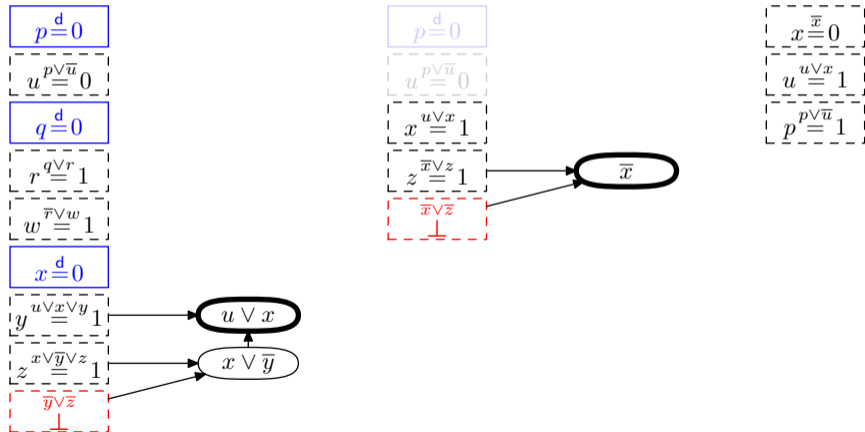 p =ᵈ 0
u =^{p∨u̅} 0
q =ᵈ 0
r =^{q∨r} 1
w =^{r̅∨w} 1
x =ᵈ 0
y =^{u∨x∨y} 1
u ∨ x
z =^{x∨y̅∨z} 1
x ∨ y̅
y̅∨z̅
⊥
p =ᵈ 0
u =^{p∨u̅} 0
x =^{u∨x} 1
z =^{x̅∨z} 1
x̅
x̅∨z̅
⊥
x =^{x̅} 0
u =^{u∨x} 1
p =^{p∨u̅} 1